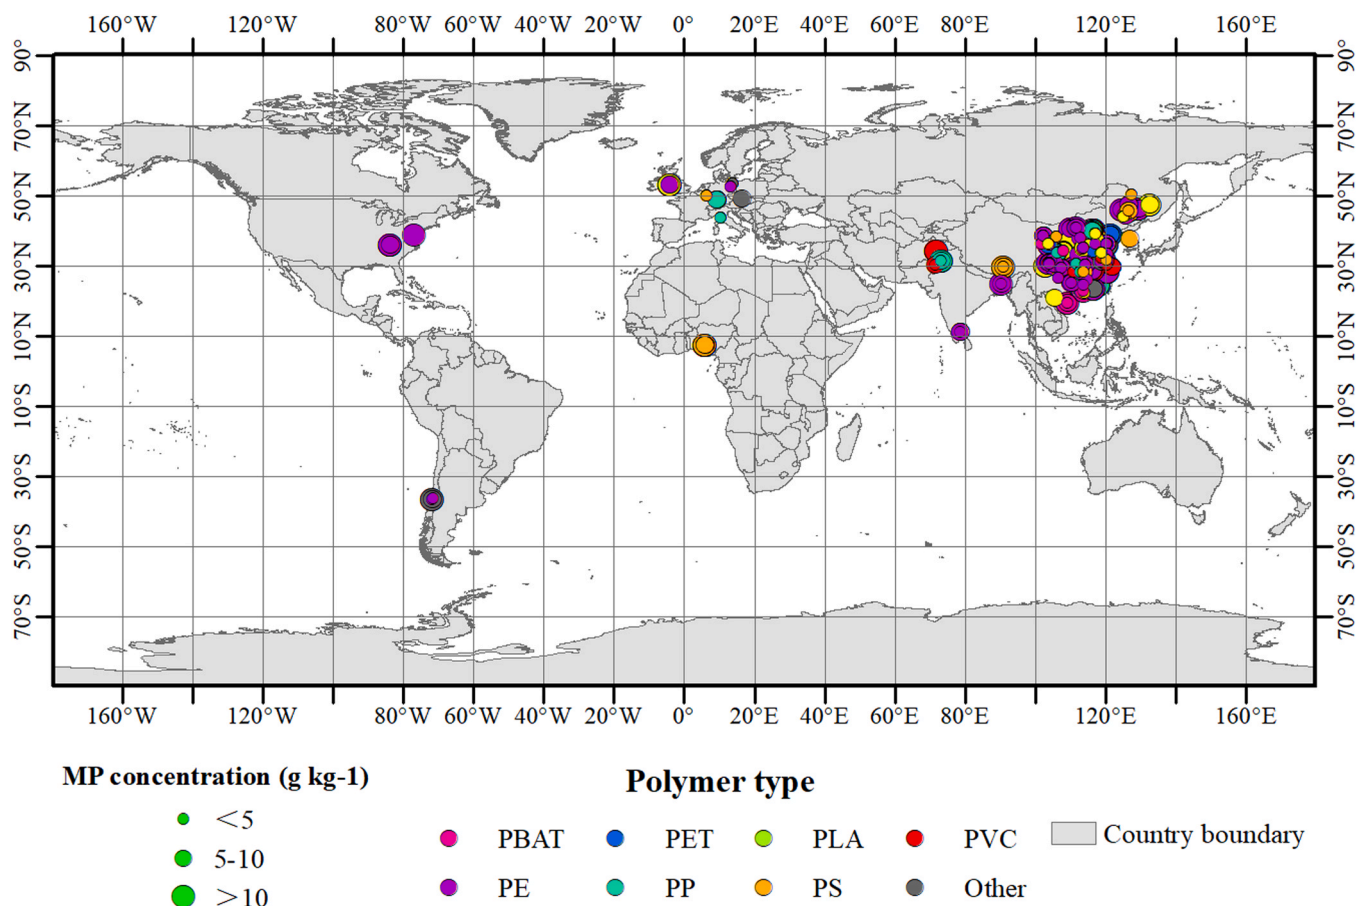 160°W 120°W 80°W 60°W 40°W 20°W 0° 20°E 40°E 60°E 80°E 120°E 160°E
90° 90°
70°N 70°N
50°N 50°N
30°N 30°N
10°N 10°N
10°S 10°S
30°S 30°S
50°S 50°S
70°S 70°S
160°W 120°W 80°W 60°W 40°W 20°W 0° 20°E 40°E 60°E 80°E 120°E 160°E
MP concentration (g kg-1)
<5
5-10
>10
Polymer type
PBAT PET PLA PVC
PE PP PS Other
Country boundary